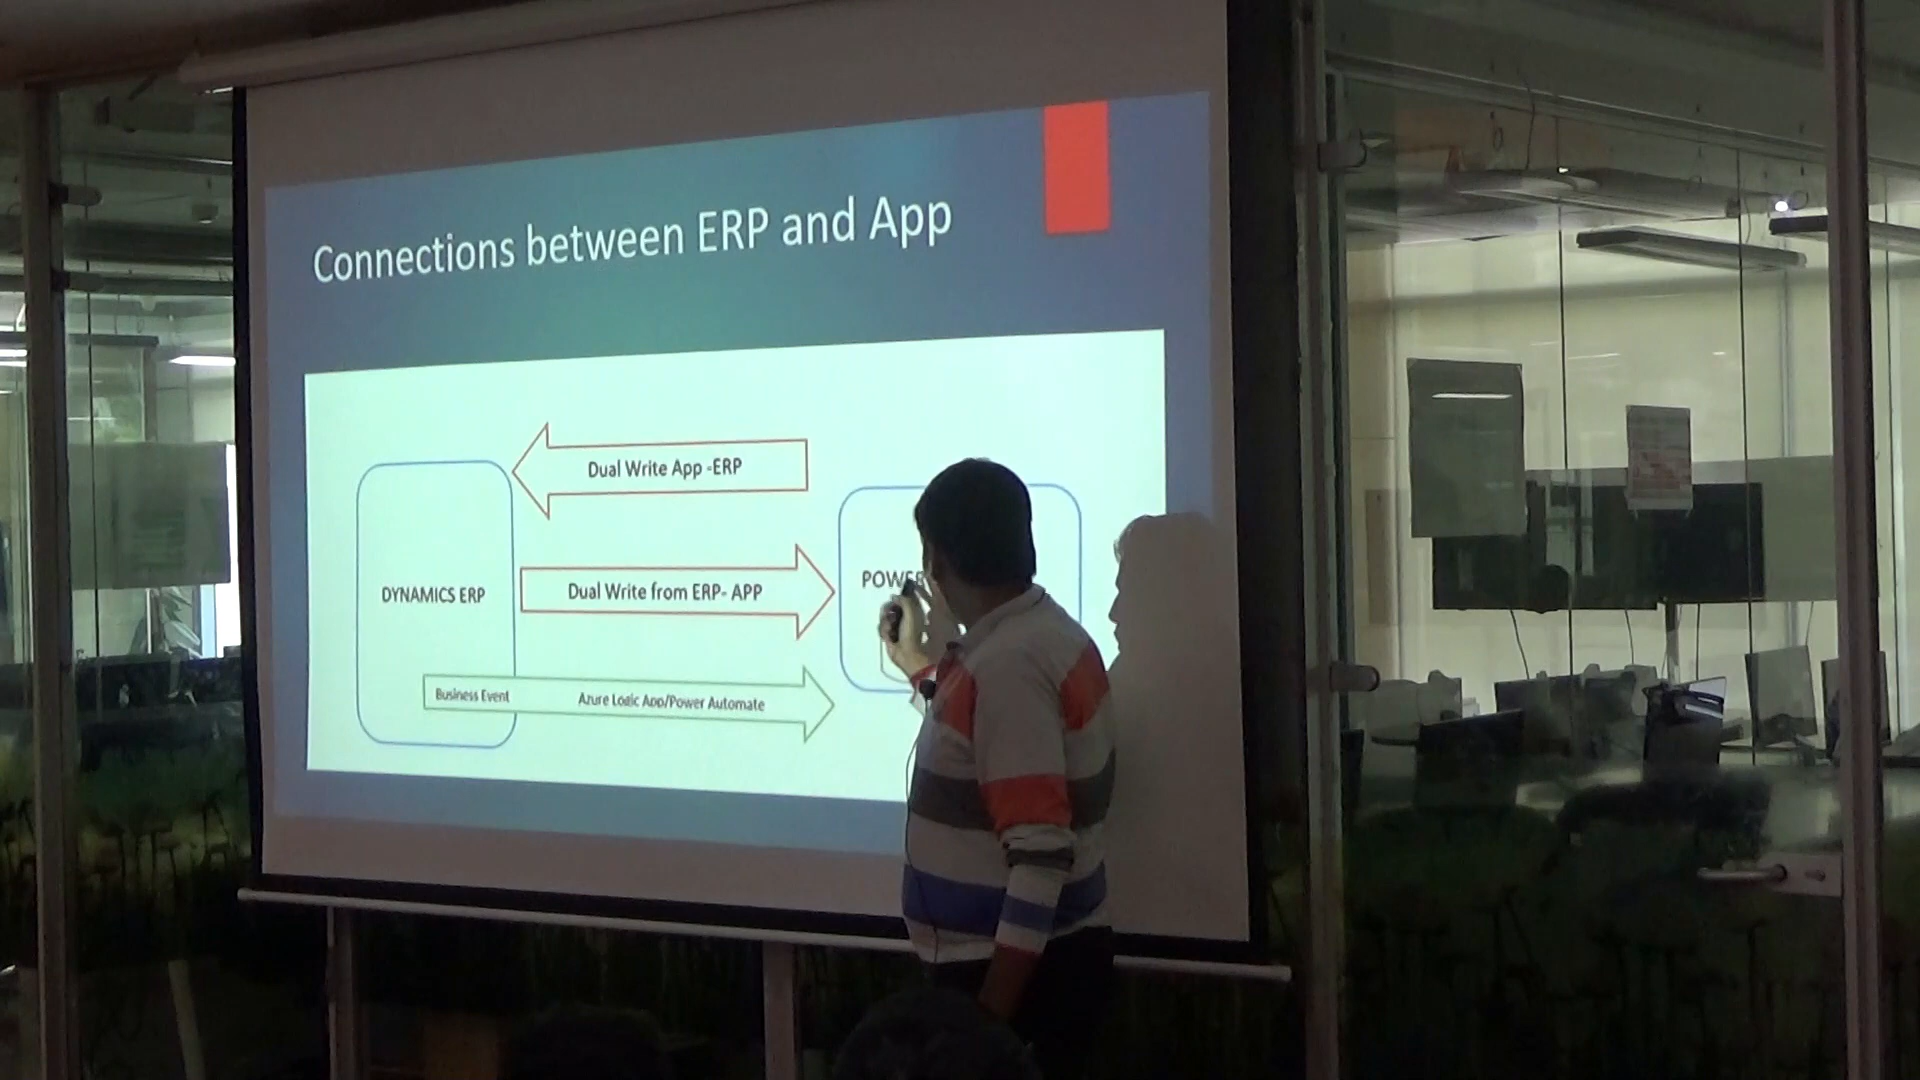 Connections between ERP and App
Dual Write App -ERP
DYNAMICS ERP
Dual Write from ERP- APP
POWER
Business Event
Azure Logic App/Power Automate